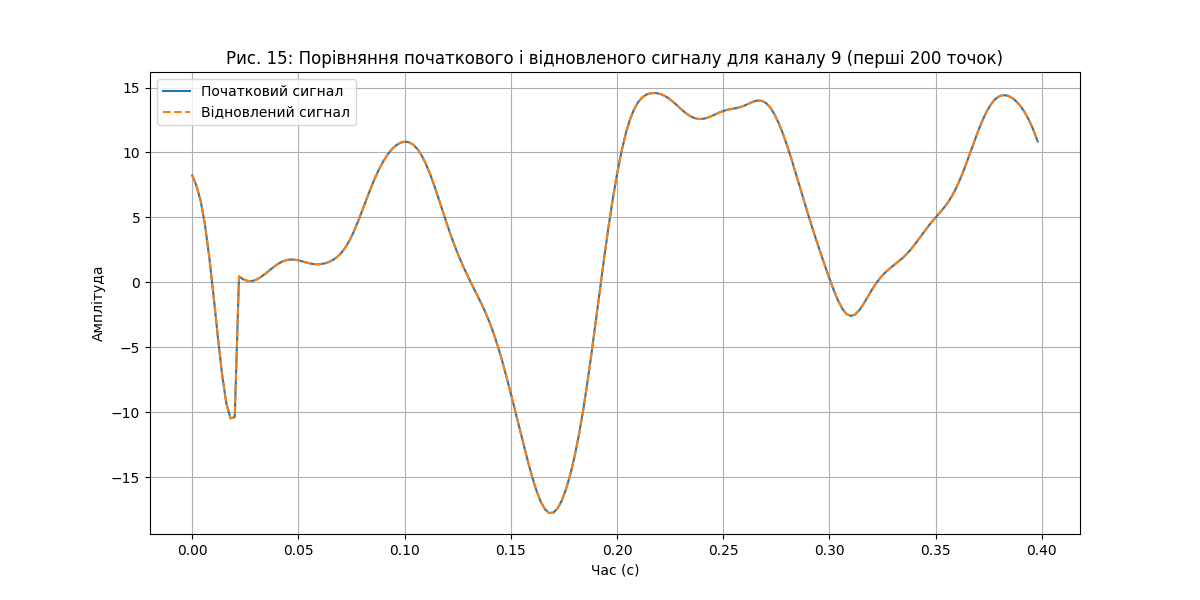 Рис. 15: Порівняння початкового і відновленого сигналу для каналу 9 (перші 200 точок)
Початковий сигнал
Відновлений сигнал
15
10
5
0
−5
−10
−15
Амплітуда
0.00 0.05 0.10 0.15 0.20 0.25 0.30 0.35 0.40
Час (с)